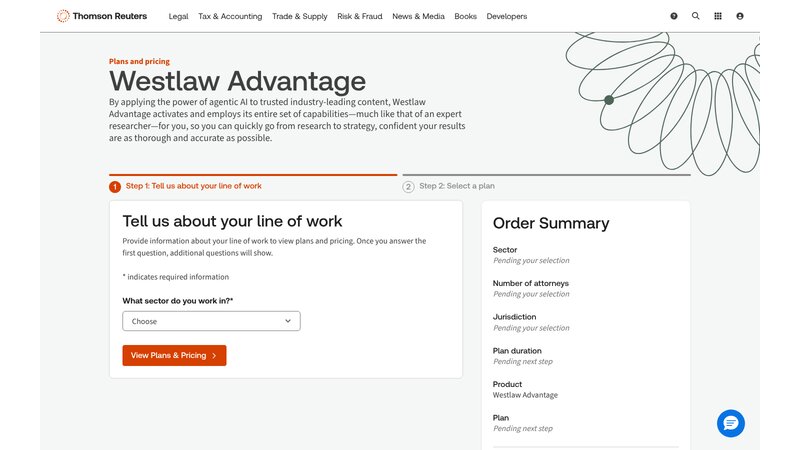 Thomson Reuters
Legal
Tax & Accounting
Trade & Supply
Risk & Fraud
News & Media
Books
Developers
Plans and pricing
Westlaw Advantage
By applying the power of agentic AI to trusted industry-leading content, Westlaw
Advantage activates and employs its entire set of capabilities—much like that of an expert
researcher—for you, so you can quickly go from research to strategy, confident your results
are as thorough and accurate as possible.
1 Step 1: Tell us about your line of work
2 Step 2: Select a plan
Tell us about your line of work
Provide information about your line of work to view plans and pricing. Once you answer the
first question, additional questions will show.
* indicates required information
What sector do you work in?*
Choose
View Plans & Pricing
Order Summary
Sector
Pending your selection
Number of attorneys
Pending your selection
Jurisdiction
Pending your selection
Plan duration
Pending next step
Product
Westlaw Advantage
Plan
Pending next step